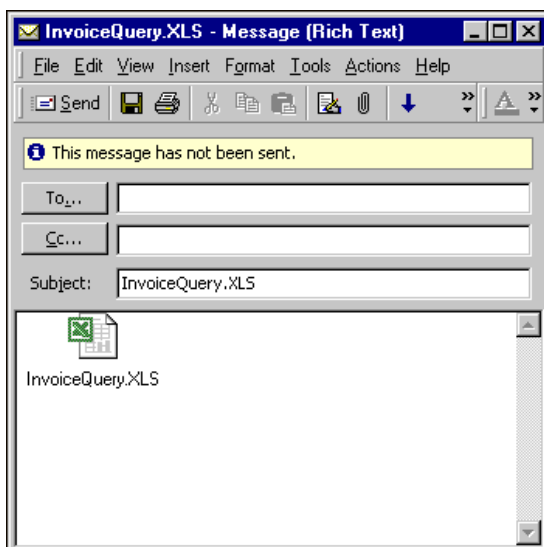 InvoiceQuery.XLS - Message (Rich Text)
File Edit View Insert Format Tools Actions Help
Send A
This message has not been sent.
To...
Cc...
Subject: InvoiceQuery.XLS
InvoiceQuery.XLS